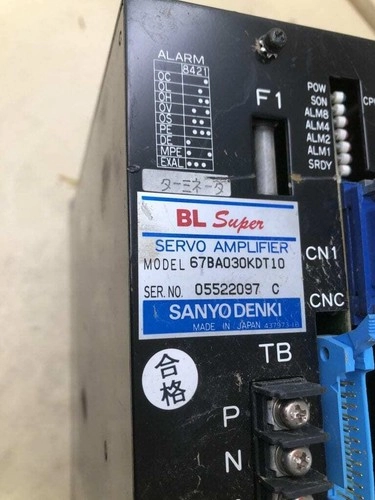 ALARM
8421
OC
OL
OH
OV
OS
PE
DE
MPE
EXAL
F1
POW
SON
ALM8
ALM4
ALM2
ALM1
SRDY
ターミネータ
BL Super
SERVO AMPLIFIER
MODEL 67BA030KDT10
SER.NO. 05522097 C
SANYO DENKI
MADE IN JAPAN
CN1
CNC
合格
TB
P
N